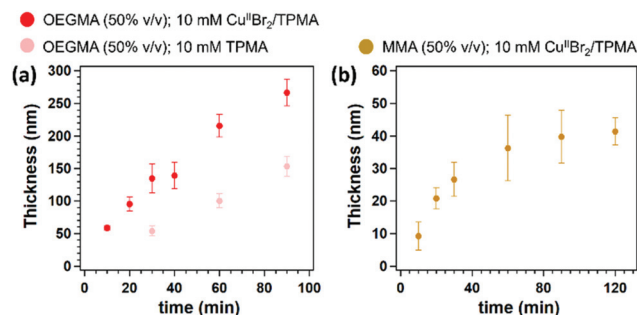 OEGMA (50% v/v); 10 mM CuᴵᴵBr₂/TPMA
OEGMA (50% v/v); 10 mM TPMA
MMA (50% v/v); 10 mM CuᴵᴵBr₂/TPMA
(a)
(b)
300
250
200
150
100
50
0
Thickness (nm)
0 20 40 60 80 100
time (min)
60
50
40
30
20
10
0
Thickness (nm)
0 40 80 120
time (min)